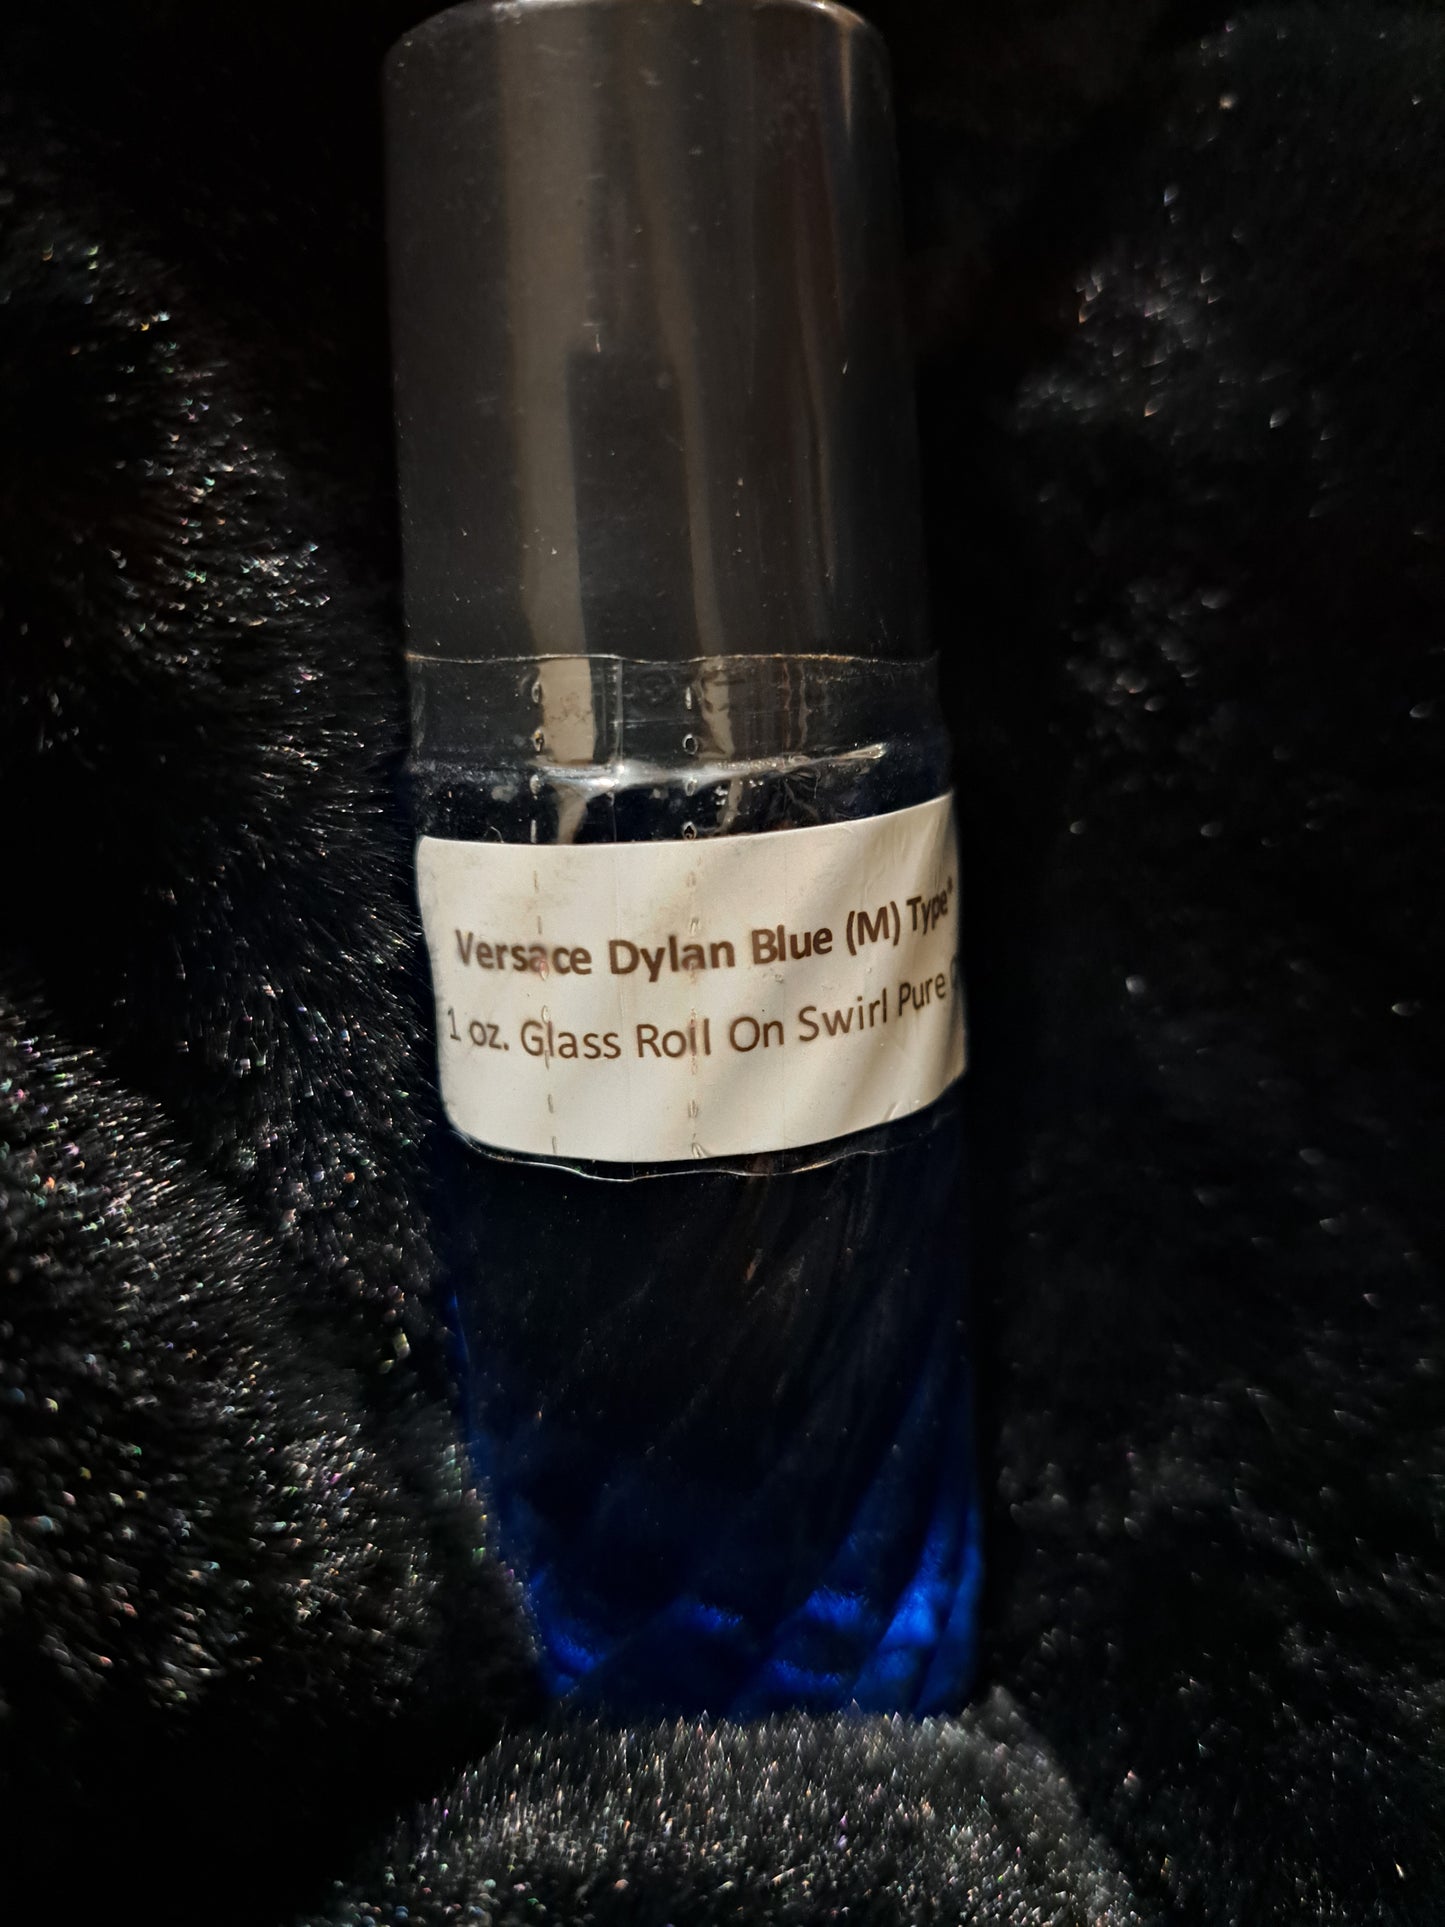 Versace Dylan Blue (M) Type*
1 oz. Glass Roll On Swirl Pure